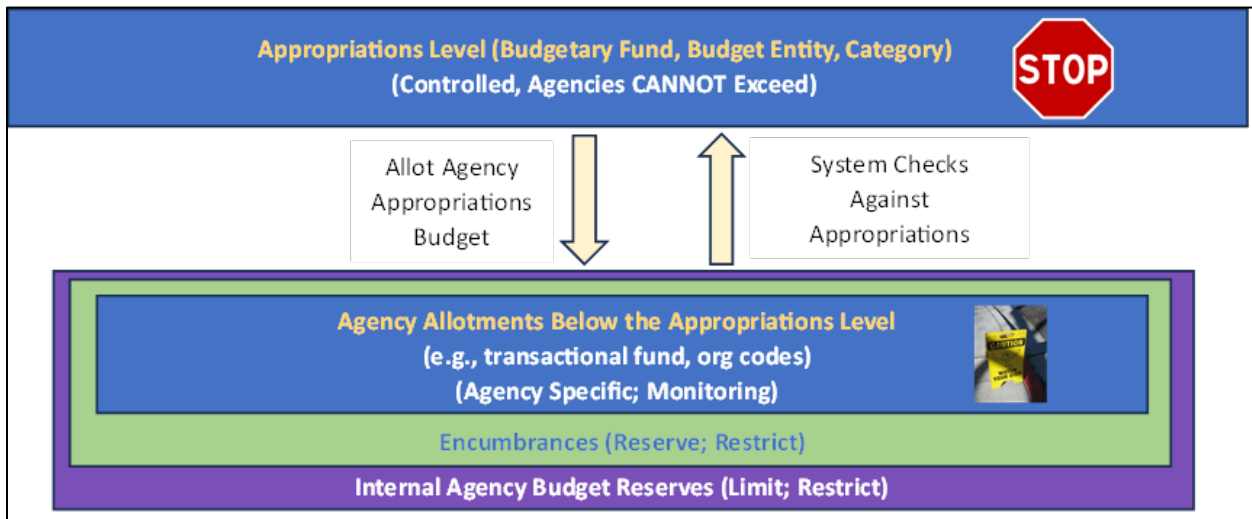 Appropriations Level (Budgetary Fund, Budget Entity, Category)
(Controlled, Agencies CANNOT Exceed)
STOP
Allot Agency
Appropriations
Budget
System Checks
Against
Appropriations
Agency Allotments Below the Appropriations Level
(e.g., transactional fund, org codes)
(Agency Specific; Monitoring)
CAUTION
Encumbrances (Reserve; Restrict)
Internal Agency Budget Reserves (Limit; Restrict)